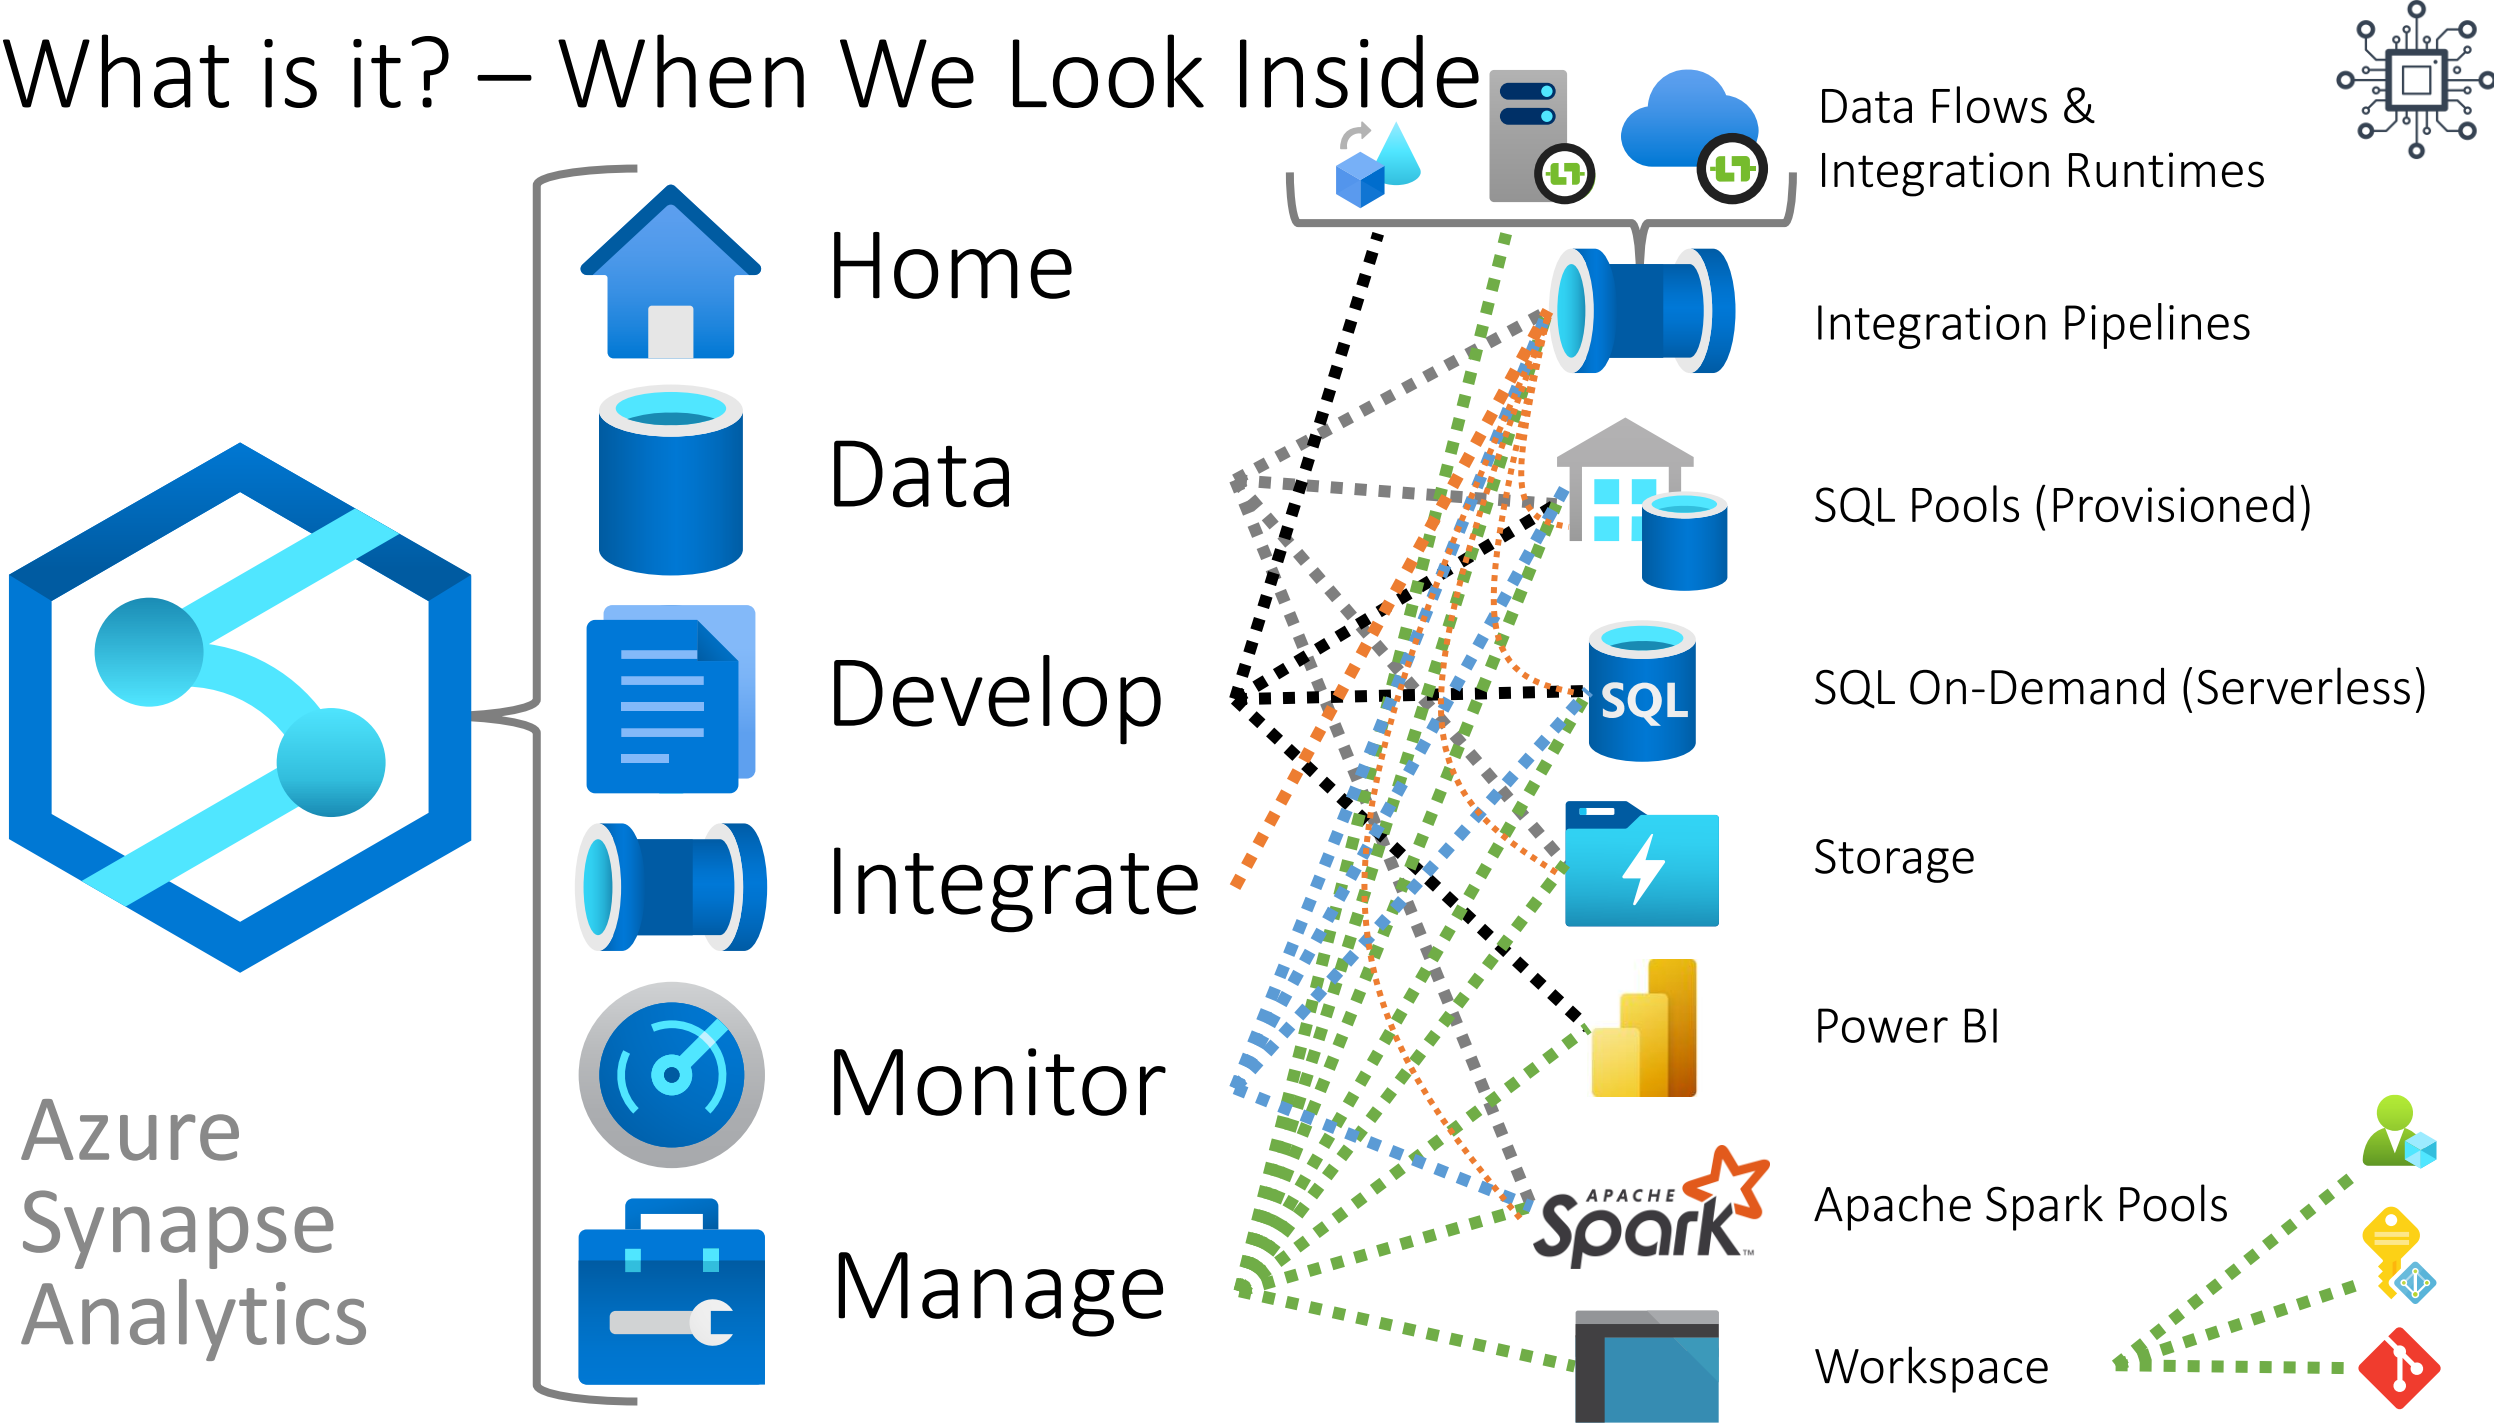 What is it? – When We Look Inside
Data Flows &
Integration Runtimes
Home
Integration Pipelines
Data
SQL Pools (Provisioned)
Develop
SQL
SQL On-Demand (Serverless)
Integrate
Storage
Monitor
Power BI
Azure
Synapse
Analytics
Manage
APACHE
Spark™
Apache Spark Pools
Workspace